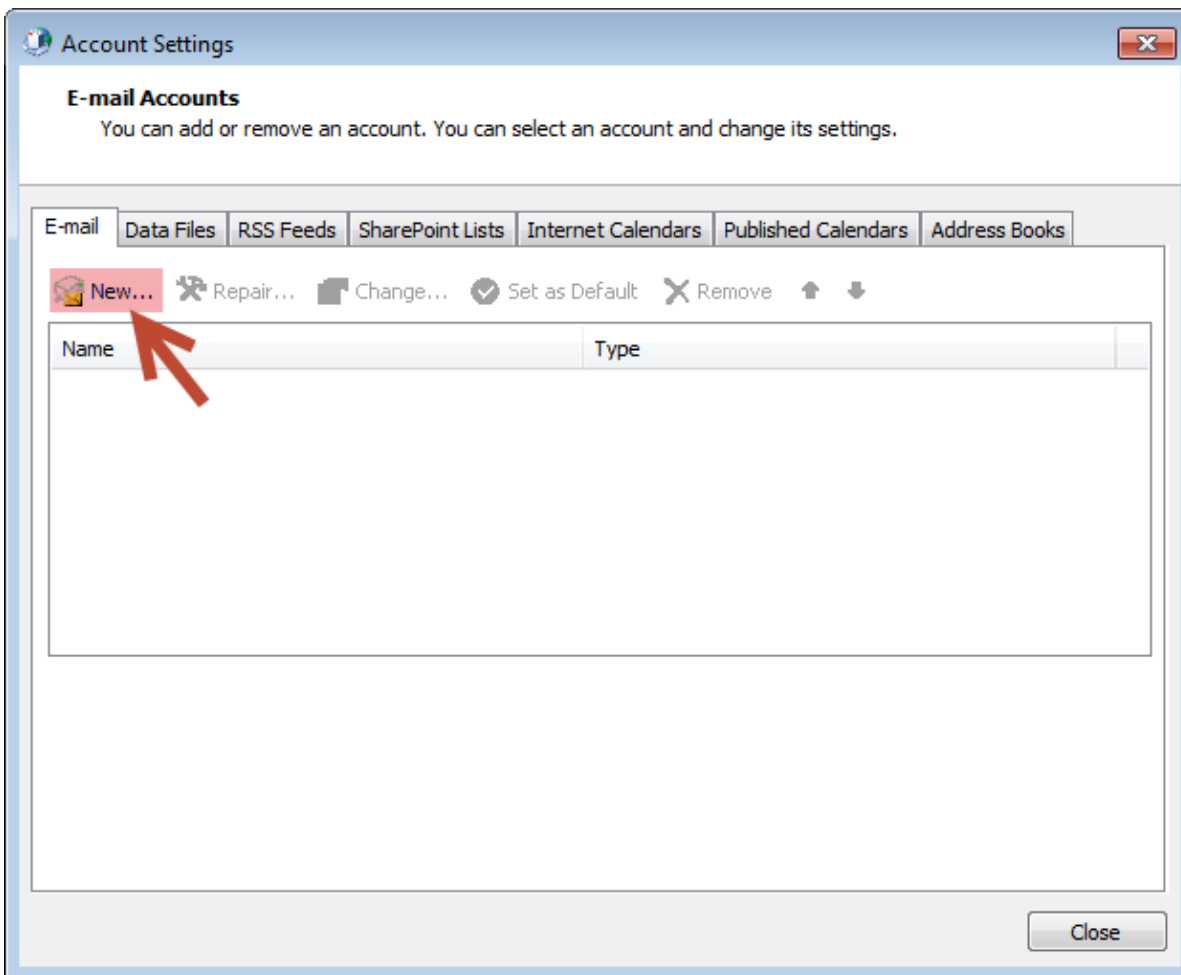 Account Settings
E-mail Accounts
You can add or remove an account. You can select an account and change its settings.
E-mail Data Files RSS Feeds SharePoint Lists Internet Calendars Published Calendars Address Books
New... Repair... Change... Set as Default Remove
Name Type
Close